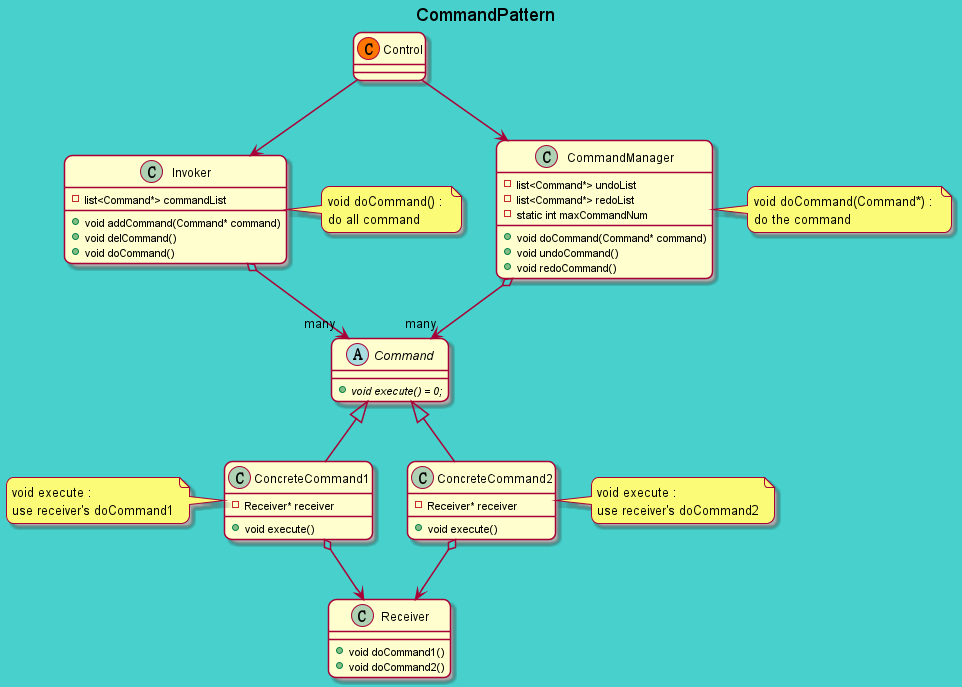 CommandPattern
C Control
C Invoker
list<Command*> commandList
void addCommand(Command* command)
void delCommand()
void doCommand()
void doCommand() :
do all command
C CommandManager
list<Command*> undoList
list<Command*> redoList
static int maxCommandNum
void doCommand(Command* command)
void undoCommand()
void redoCommand()
void doCommand(Command*) :
do the command
many
many
A Command
void execute() = 0;
void execute :
use receiver's doCommand1
C ConcreteCommand1
Receiver* receiver
void execute()
C ConcreteCommand2
Receiver* receiver
void execute()
void execute :
use receiver's doCommand2
C Receiver
void doCommand1()
void doCommand2()